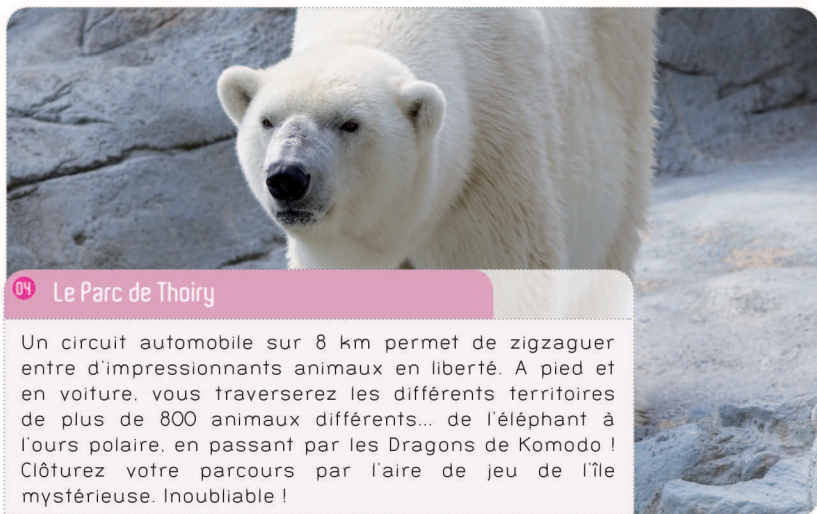 04 Le Parc de Thoiry
Un circuit automobile sur 8 km permet de zigzaguer
entre d'impressionnants animaux en liberté. A pied et
en voiture, vous traverserez les différents territoires
de plus de 800 animaux différents... de l'éléphant à
l'ours polaire, en passant par les Dragons de Komodo !
Clôturez votre parcours par l'aire de jeu de l'île
mystérieuse. Inoubliable !